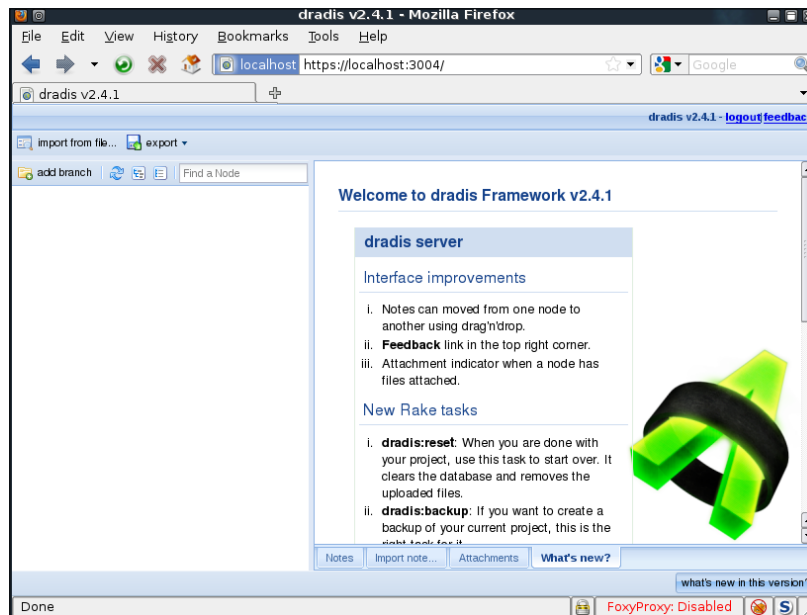 dradis v2.4.1 - Mozilla Firefox
File Edit View History Bookmarks Tools Help
localhost https://localhost:3004/
Google
dradis v2.4.1
dradis v2.4.1 - logout feedbac
import from file... export
add branch Find a Node
Welcome to dradis Framework v2.4.1
dradis server
Interface improvements
i. Notes can moved from one node to
another using drag'n'drop.
ii. Feedback link in the top right corner.
iii. Attachment indicator when a node has
files attached.
New Rake tasks
i. dradis:reset: When you are done with
your project, use this task to start over. It
clears the database and removes the
uploaded files.
ii. dradis:backup: If you want to create a
backup of your current project, this is the
right task for it
Notes Import note... Attachments What's new?
what's new in this version?
Done FoxyProxy: Disabled S